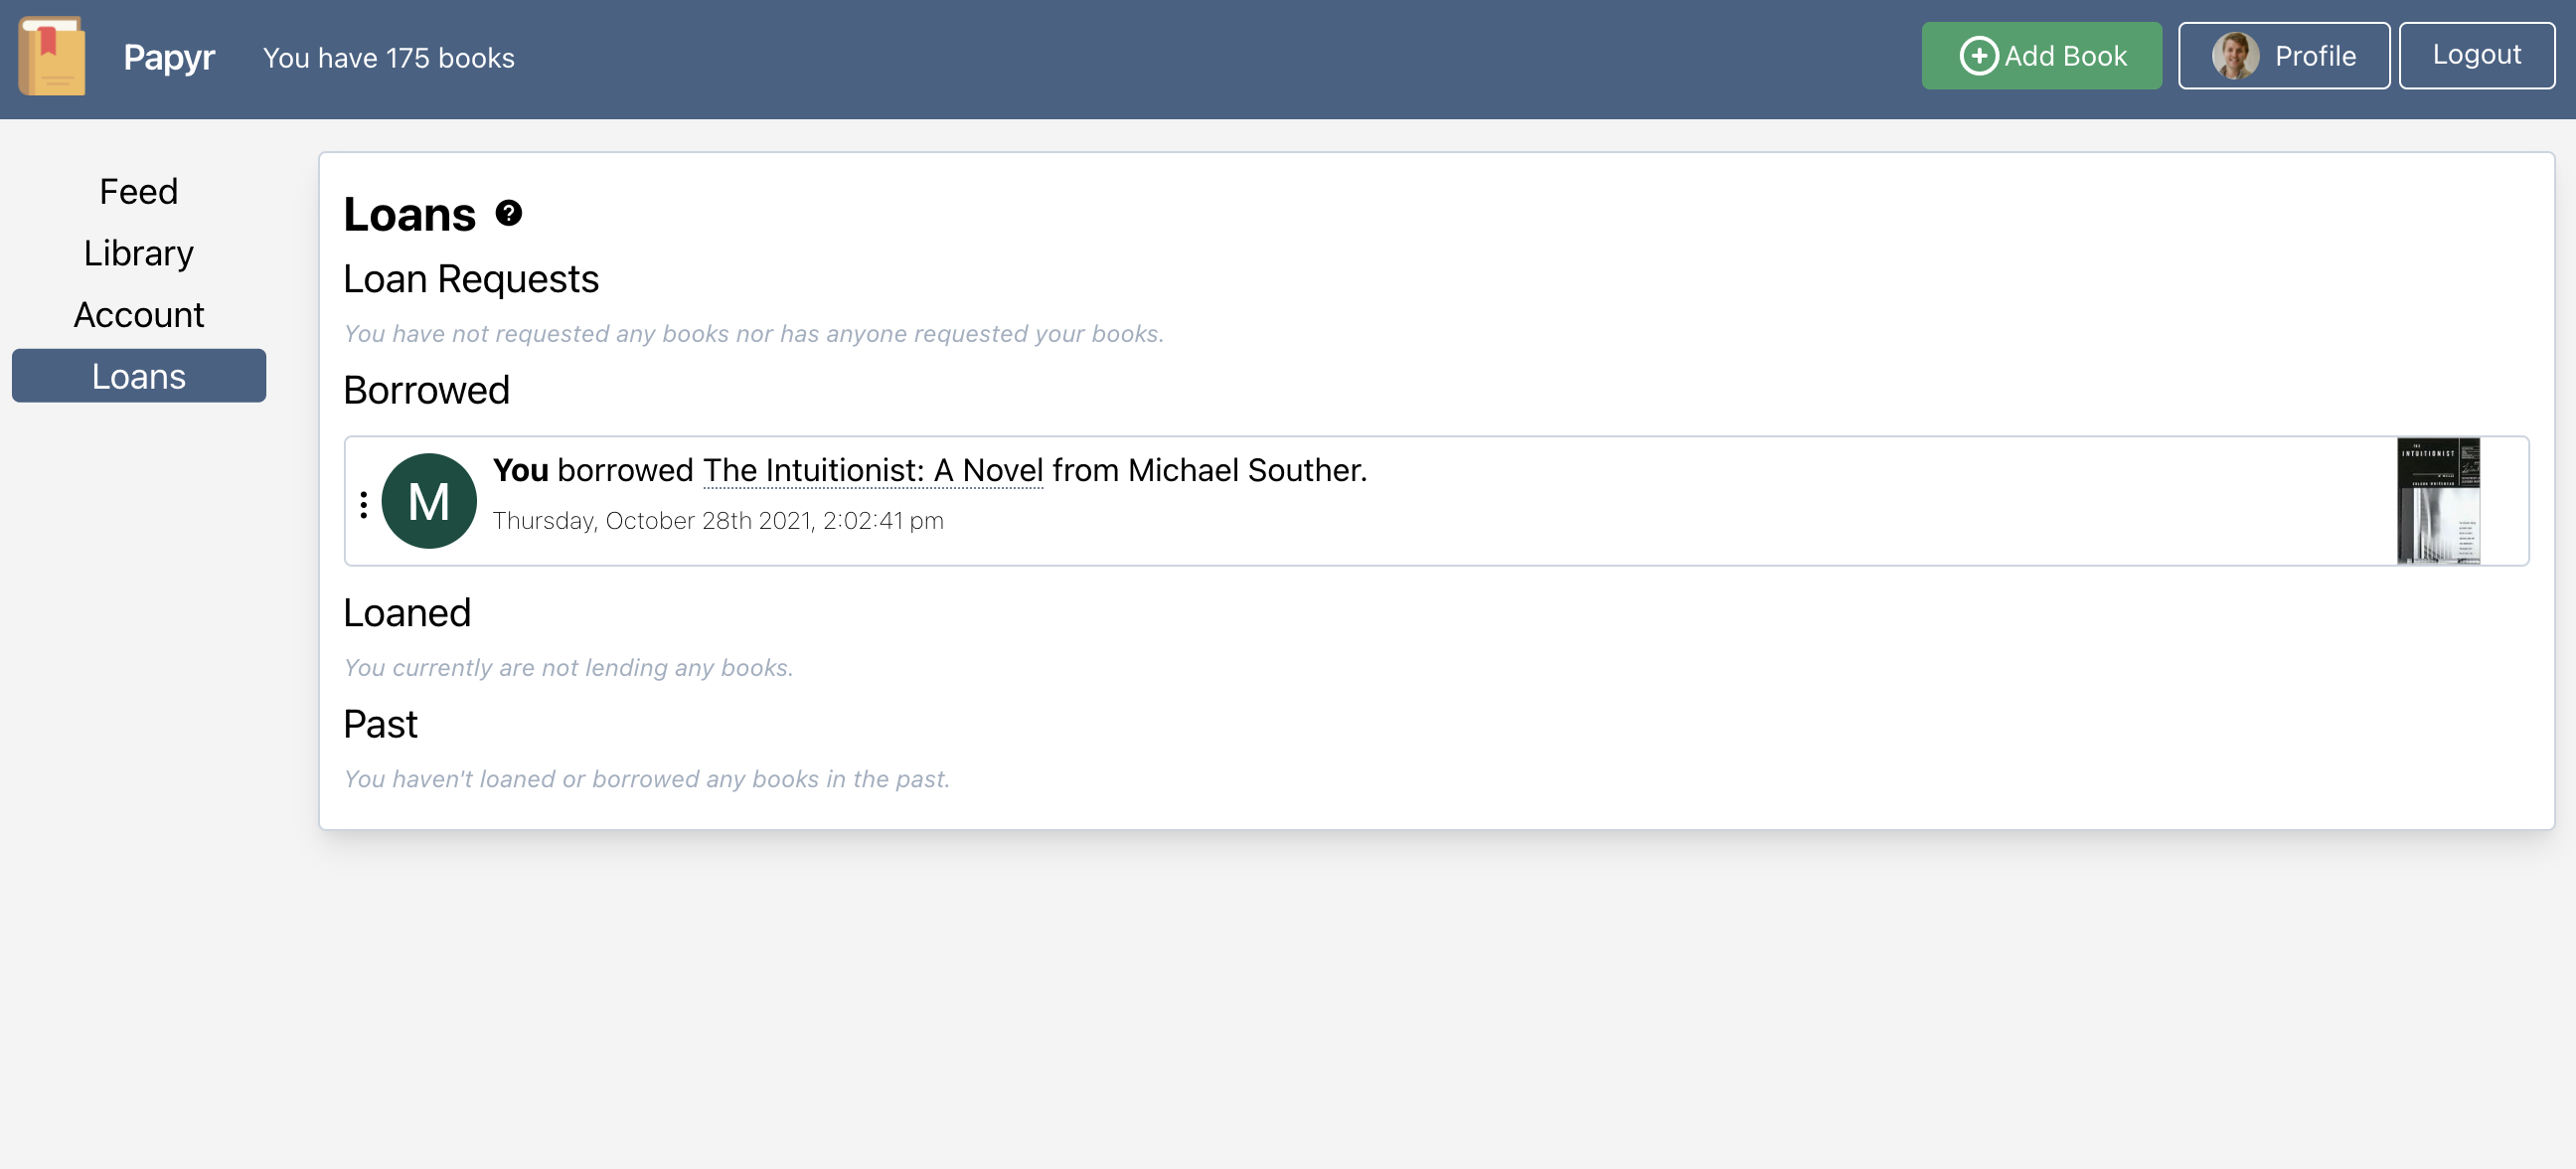 Papyr
You have 175 books
Add Book
Profile
Logout
Feed
Library
Account
Loans
Loans ?
Loan Requests
You have not requested any books nor has anyone requested your books.
Borrowed
M
You borrowed The Intuitionist: A Novel from Michael Souther.
Thursday, October 28th 2021, 2:02:41 pm
THE
INTUITIONIST
Loaned
You currently are not lending any books.
Past
You haven't loaned or borrowed any books in the past.